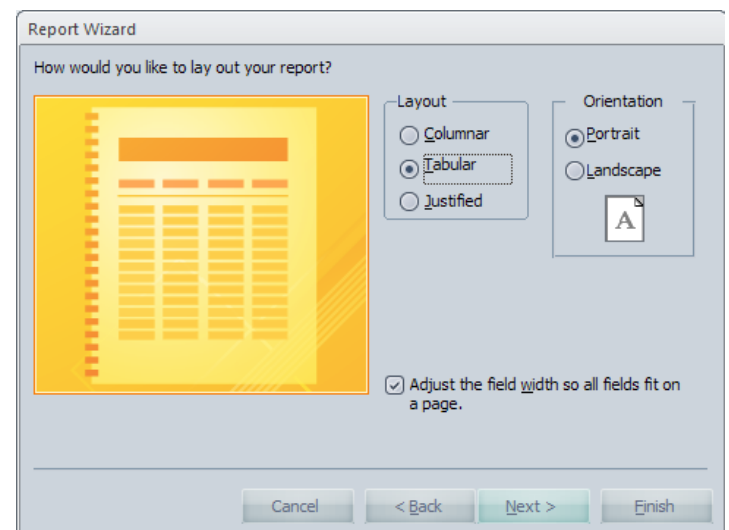 Report Wizard
How would you like to lay out your report?
Layout
Columnar
Tabular
Justified
Orientation
Portrait
Landscape
A
Adjust the field width so all fields fit on
a page.
Cancel
< Back
Next >
Finish